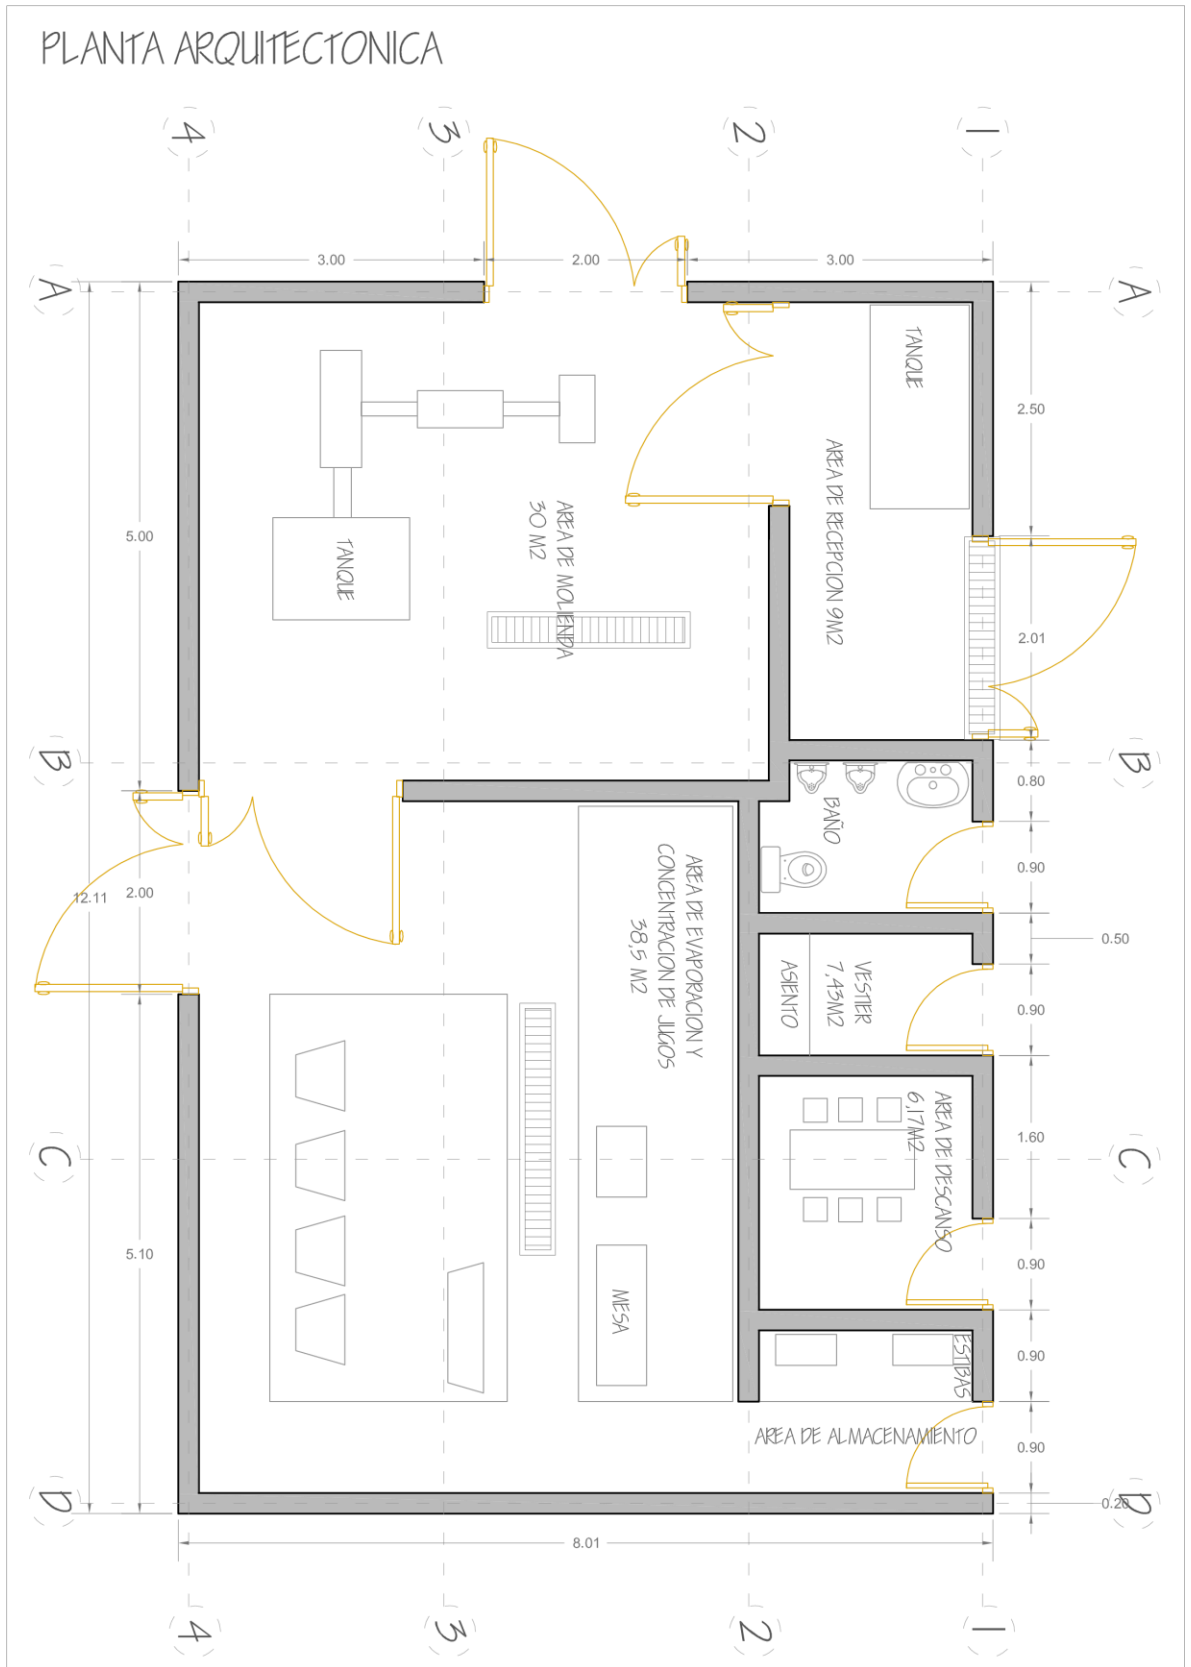 PLANTA ARQUITECTONICA
4
3
2
1
3.00
2.00
3.00
A
A
TANQUE
2.50
AREA DE RECEPCION 9M2
AREA DE MOLIENDA
30 M2
5.00
TANQUE
2.01
B
B
0.80
BAÑO
0.90
12.11
2.00
AREA DE EVAPORACION Y
CONCENTRACION DE JUGOS
38,5 M2
0.50
VESTIER
7,43M2
ASIENTO
0.90
AREA DE DESCANSO
6,17M2
1.60
C
C
5.10
0.90
MESA
ESTIBAS
0.90
AREA DE ALMACENAMIENTO
0.90
D
0.20
D
8.01
4
3
2
1